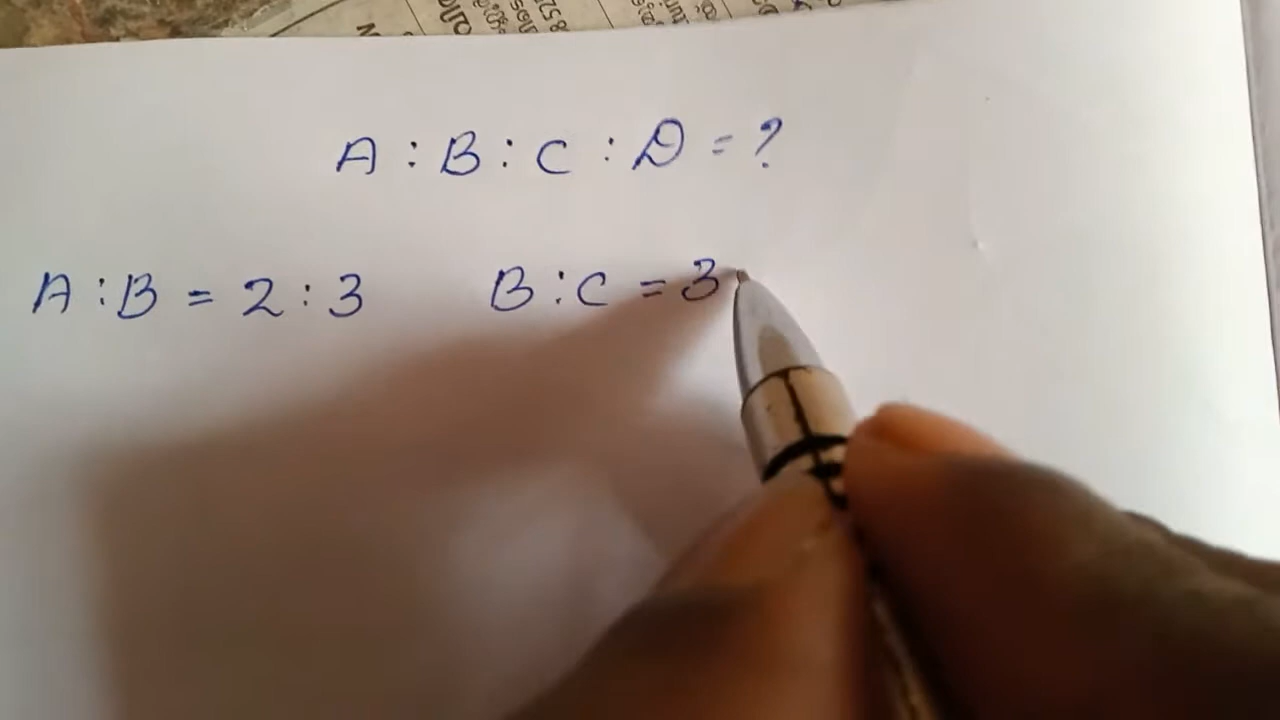 A : B : C : D = ?
A : B = 2 : 3 B : C = 3